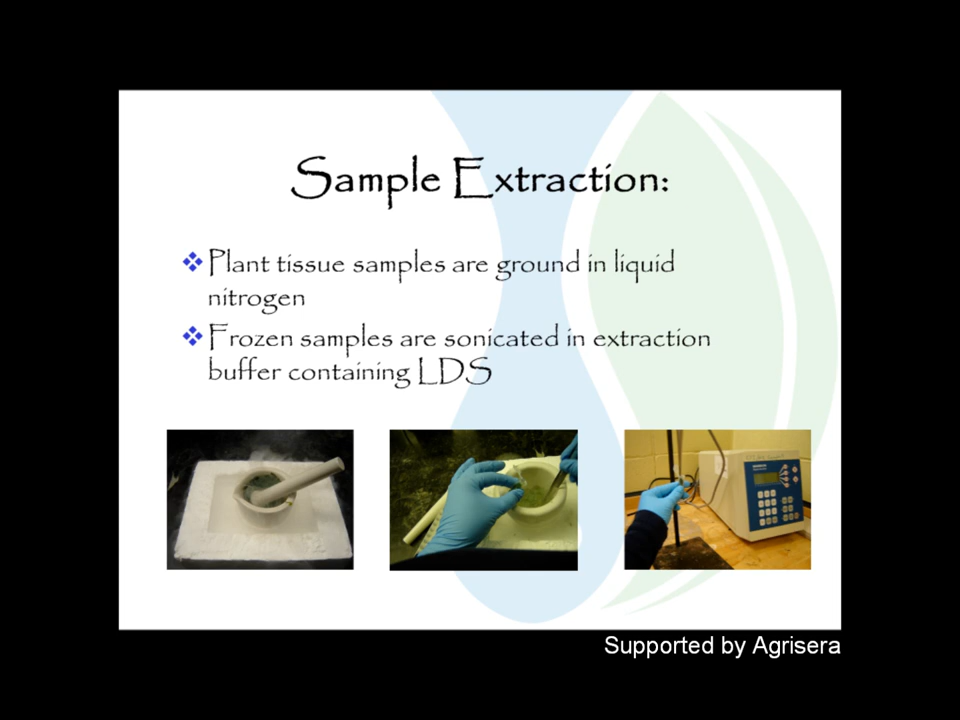 Sample Extraction:
Plant tissue samples are ground in liquid
nitrogen
Frozen samples are sonicated in extraction
buffer containing LDS
Supported by Agrisera